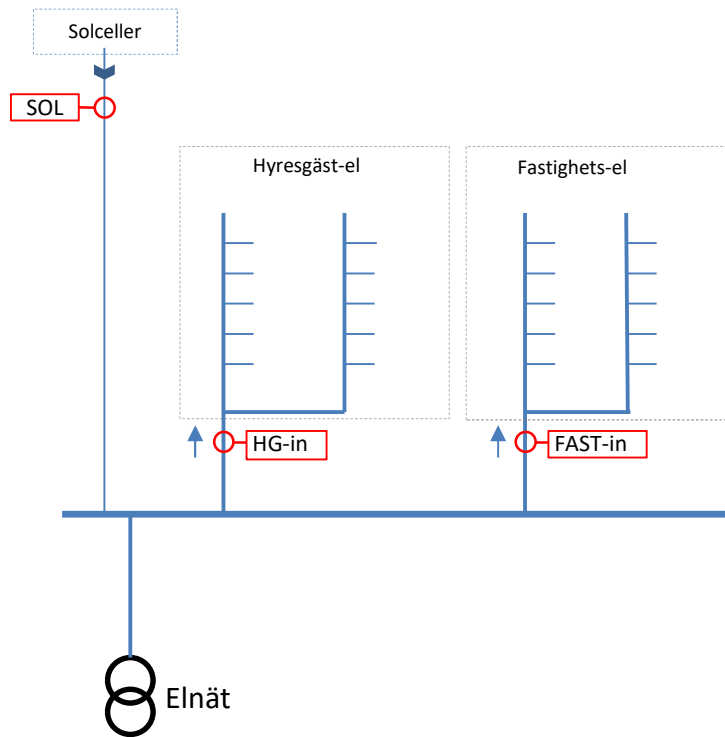 Solceller
SOL
Hyresgäst-el
Fastighets-el
HG-in
FAST-in
Elnät